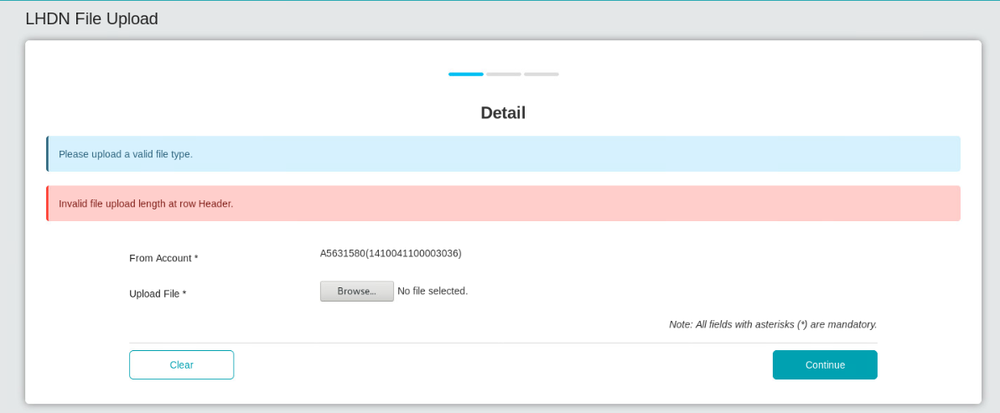 LHDN File Upload
Detail
Please upload a valid file type.
Invalid file upload length at row Header.
From Account * A5631580(1410041100003036)
Upload File * Browse... No file selected.
Note: All fields with asterisks (*) are mandatory.
Clear Continue